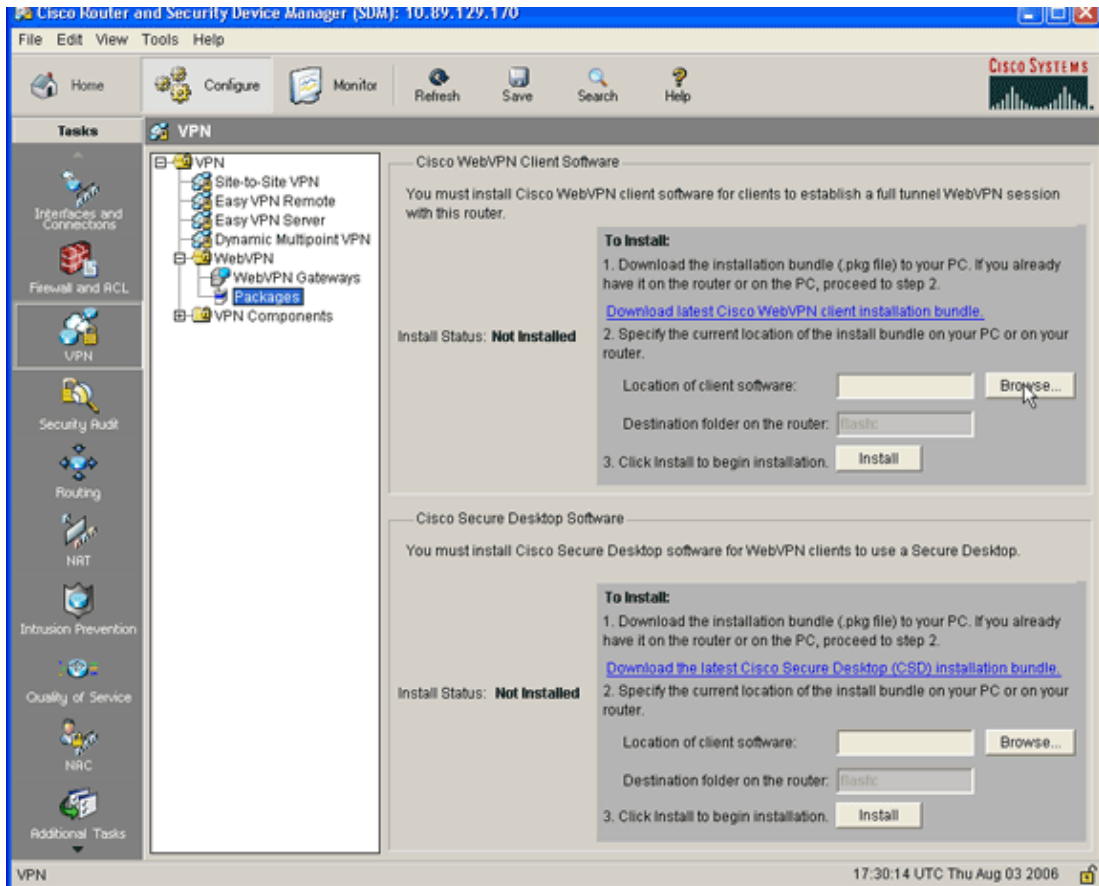 Cisco Router and Security Device Manager (SDM): 10.89.129.170
File Edit View Tools Help
Home
Configure
Monitor
Refresh
Save
Search
Help
CISCO SYSTEMS
Tasks
VPN
Interfaces and
Connections
Firewall and ACL
VPN
Security Audit
Routing
NAT
Intrusion Prevention
Quality of Service
NAC
Additional Tasks
VPN
Site-to-Site VPN
Easy VPN Remote
Easy VPN Server
Dynamic Multipoint VPN
WebVPN
WebVPN Gateways
Packages
VPN Components
Cisco WebVPN Client Software
You must install Cisco WebVPN client software for clients to establish a full tunnel WebVPN session
with this router.
Install Status: Not Installed
To Install:
1. Download the installation bundle (.pkg file) to your PC. If you already
have it on the router or on the PC, proceed to step 2.
Download latest Cisco WebVPN client installation bundle.
2. Specify the current location of the install bundle on your PC or on your
router.
Location of client software:
Browse...
Destination folder on the router: flash:
3. Click Install to begin installation. Install
Cisco Secure Desktop Software
You must install Cisco Secure Desktop software for WebVPN clients to use a Secure Desktop.
Install Status: Not Installed
To Install:
1. Download the installation bundle (.pkg file) to your PC. If you already
have it on the router or on the PC, proceed to step 2.
Download the latest Cisco Secure Desktop (CSD) installation bundle.
2. Specify the current location of the install bundle on your PC or on your
router.
Location of client software:
Browse...
Destination folder on the router: flash:
3. Click Install to begin installation. Install
VPN
17:30:14 UTC Thu Aug 03 2006